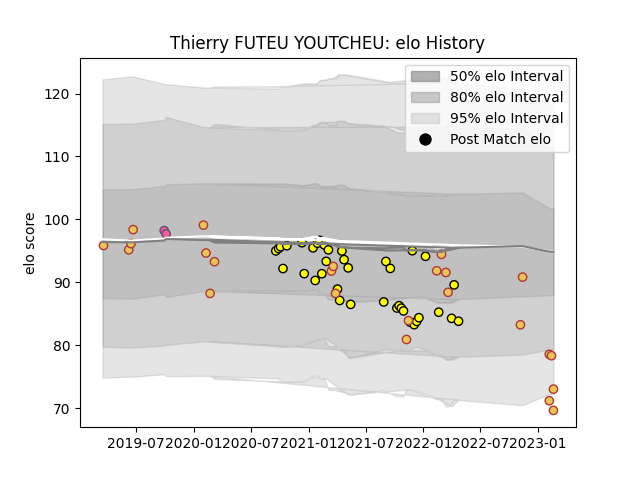 Thierry FUTEU YOUTCHEU: elo History
50% elo Interval
80% elo Interval
95% elo Interval
Post Match elo
elo score
120
110
100
90
80
70
2019-07 2020-01 2020-07 2021-01 2021-07 2022-01 2022-07 2023-01